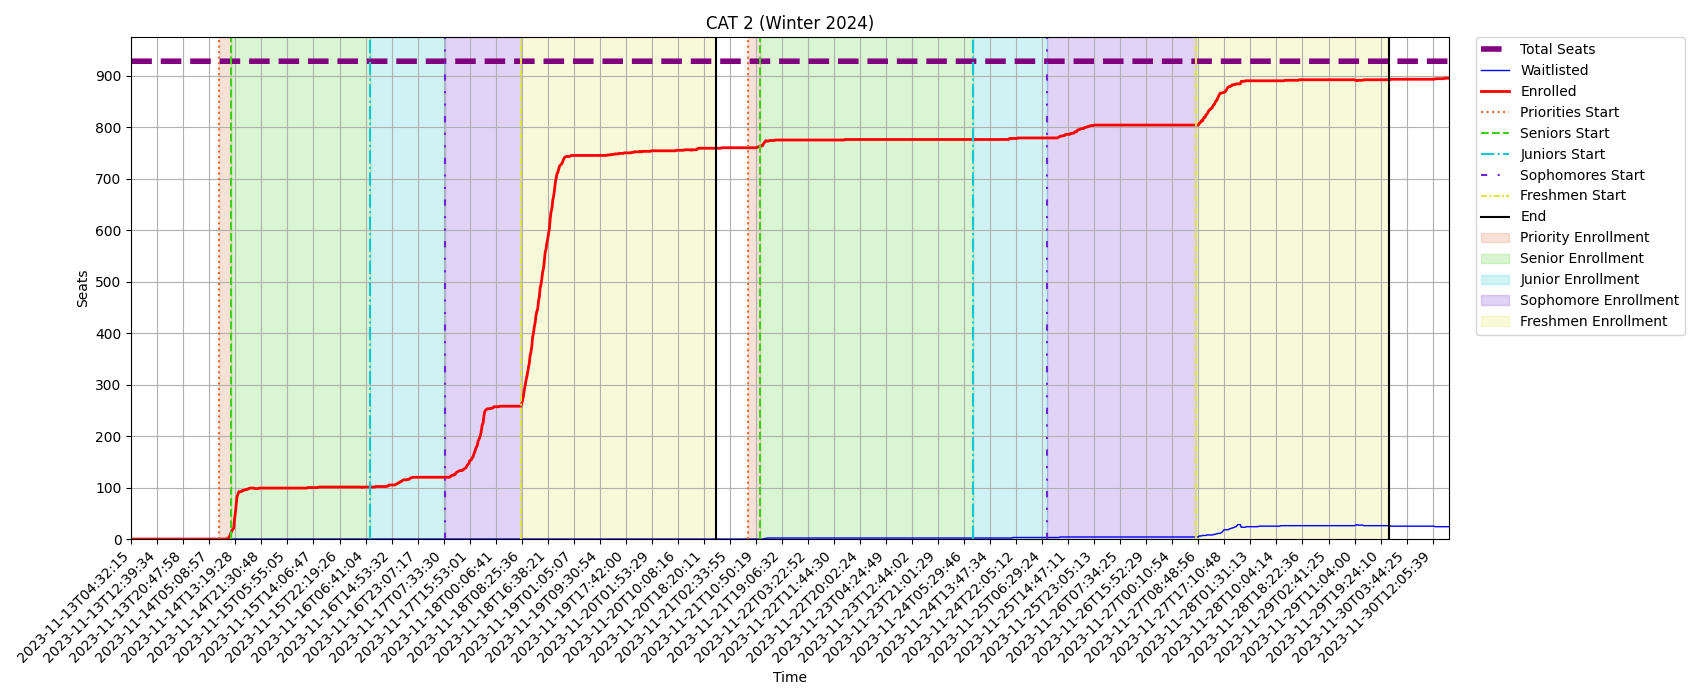 CAT 2 (Winter 2024)
Seats
900
800
700
600
500
400
300
200
100
0
2023-11-13T04:32:15
2023-11-13T12:39:34
2023-11-13T20:47:58
2023-11-14T05:08:57
2023-11-14T13:19:28
2023-11-14T21:30:48
2023-11-15T05:55:05
2023-11-15T14:06:47
2023-11-15T22:19:26
2023-11-16T06:41:04
2023-11-16T14:53:32
2023-11-16T23:07:17
2023-11-17T07:33:30
2023-11-17T15:53:01
2023-11-18T00:06:41
2023-11-18T08:25:36
2023-11-18T16:38:21
2023-11-19T01:05:07
2023-11-19T09:30:54
2023-11-19T17:42:00
2023-11-20T01:53:29
2023-11-20T10:08:16
2023-11-20T18:20:11
2023-11-21T02:33:55
2023-11-21T10:50:19
2023-11-21T19:06:32
2023-11-22T03:22:52
2023-11-22T11:44:30
2023-11-22T20:02:24
2023-11-23T04:24:49
2023-11-23T12:44:02
2023-11-23T21:01:29
2023-11-24T05:29:46
2023-11-24T13:47:34
2023-11-24T22:05:12
2023-11-25T06:29:24
2023-11-25T14:47:11
2023-11-25T23:05:13
2023-11-26T07:34:25
2023-11-26T15:52:29
2023-11-27T00:10:54
2023-11-27T08:48:56
2023-11-27T17:10:48
2023-11-28T01:31:13
2023-11-28T10:04:14
2023-11-28T18:22:36
2023-11-29T02:41:25
2023-11-29T11:04:00
2023-11-29T19:24:10
2023-11-30T03:44:25
2023-11-30T12:05:39
Time
Total Seats
Waitlisted
Enrolled
Priorities Start
Seniors Start
Juniors Start
Sophomores Start
Freshmen Start
End
Priority Enrollment
Senior Enrollment
Junior Enrollment
Sophomore Enrollment
Freshmen Enrollment